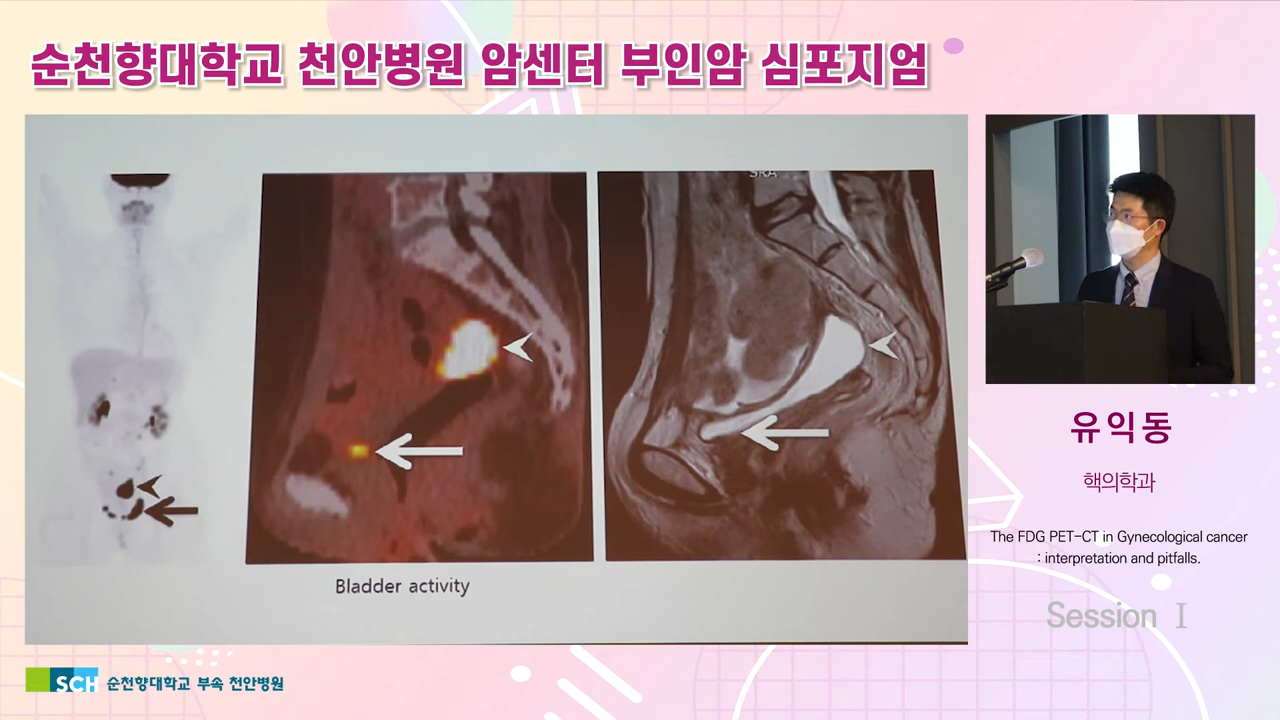 순천향대학교 천안병원 암센터 부인암 심포지엄
SRA
Bladder activity
유익동
핵의학과
The FDG PET-CT in Gynecological cancer
: interpretation and pitfalls.
Session Ⅰ
SCH 순천향대학교 부속 천안병원